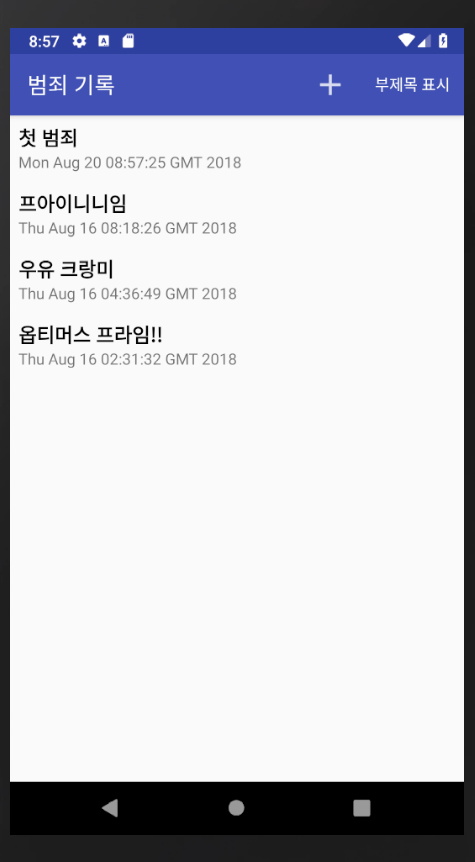 8:57
범죄 기록
부제목 표시
첫 범죄
Mon Aug 20 08:57:25 GMT 2018
프아이니니임
Thu Aug 16 08:18:26 GMT 2018
우유 크랑미
Thu Aug 16 04:36:49 GMT 2018
옵티머스 프라임!!
Thu Aug 16 02:31:32 GMT 2018